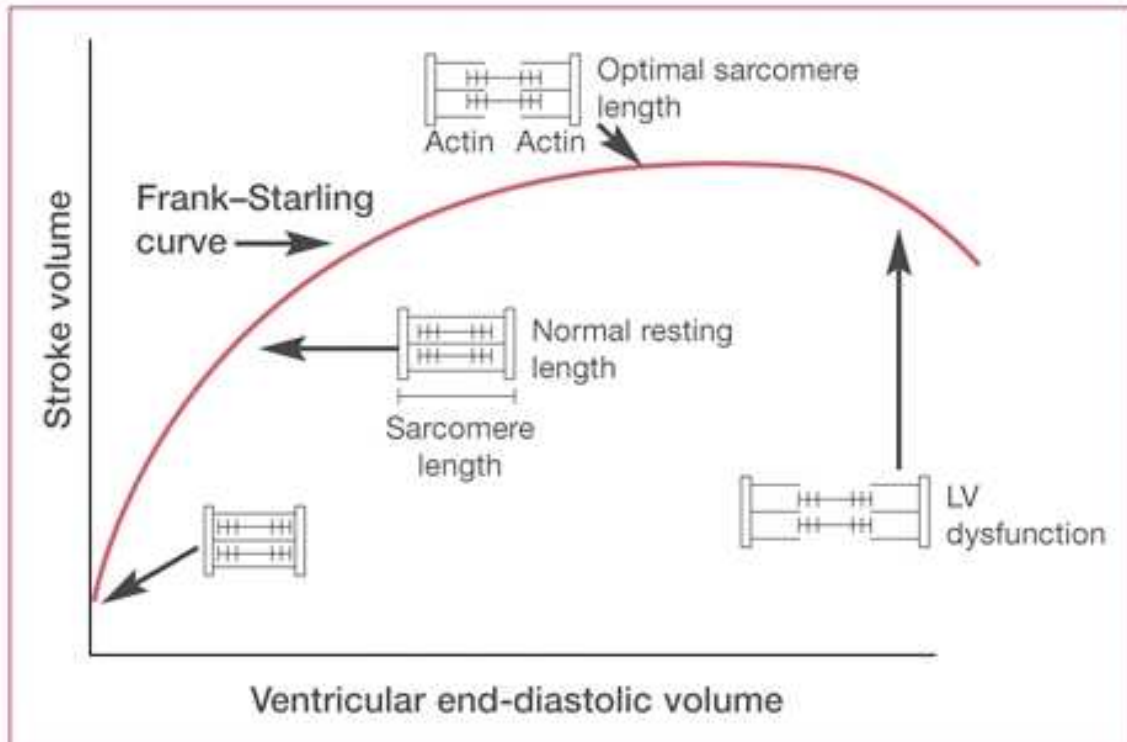 Optimal sarcomere
length
Actin Actin
Frank–Starling
curve
Stroke volume
Normal resting
length
Sarcomere
length
LV
dysfunction
Ventricular end-diastolic volume